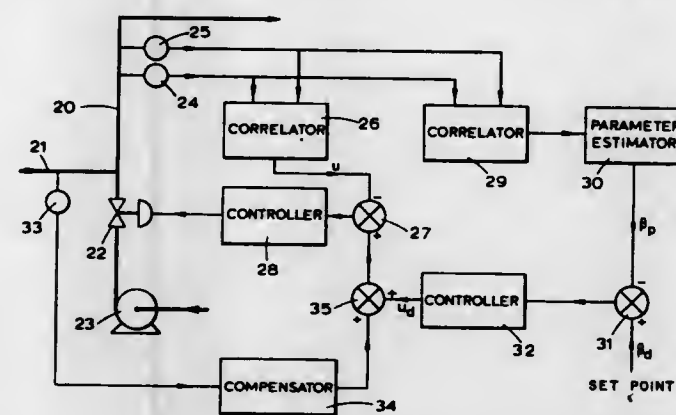 25
24
20
21
33
22
23
CORRELATOR
26
u
−
27
+
CONTROLLER
28
CORRELATOR
29
PARAMETER
ESTIMATOR
30
βp
−
31
+
βd
SET POINT
CONTROLLER
32
ud
+
35
+
COMPENSATOR
34